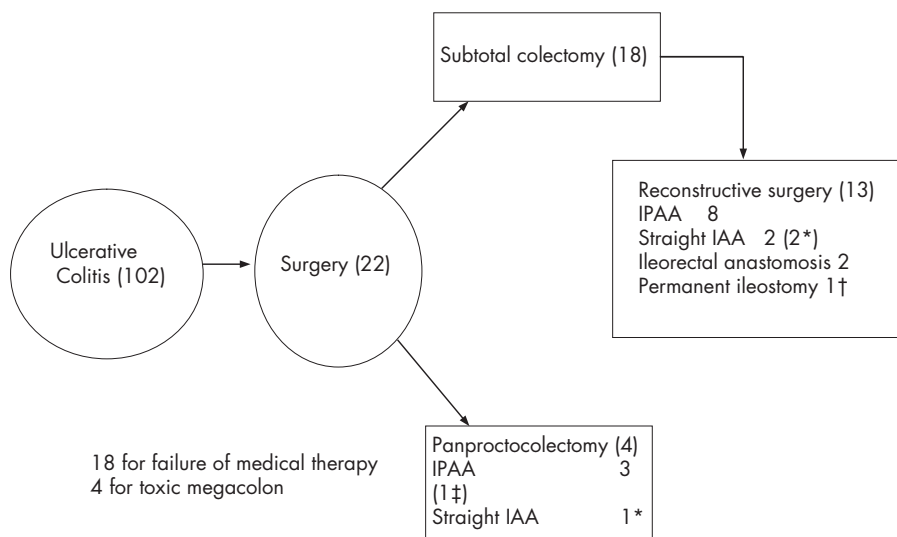 Subtotal colectomy (18)
Reconstructive surgery (13)
IPAA 8
Straight IAA 2 (2*)
Ileorectal anastomosis 2
Permanent ileostomy 1†
Ulcerative
Colitis (102)
Surgery (22)
18 for failure of medical therapy
4 for toxic megacolon
Panproctocolectomy (4)
IPAA 3
(1‡)
Straight IAA 1*